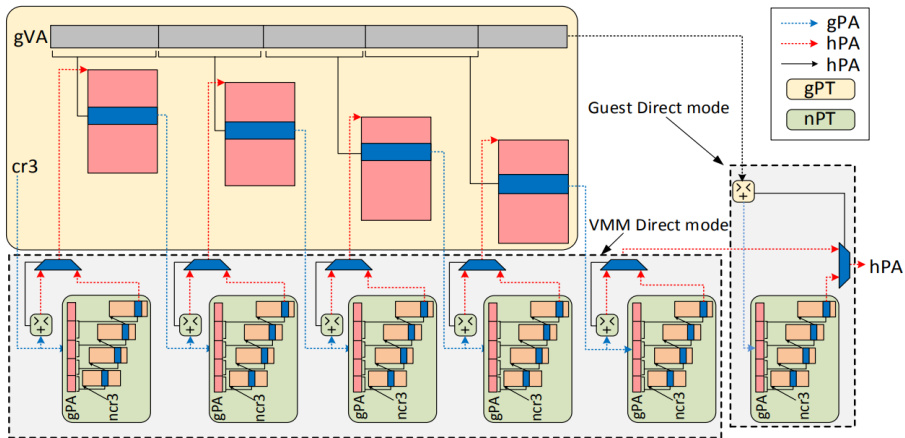 gVA
gPA
hPA
hPA
gPT
nPT
Guest Direct mode
cr3
VMM Direct mode
hPA
gPA
ncr3
gPA
ncr3
gPA
ncr3
gPA
ncr3
gPA
ncr3
gPA
ncr3